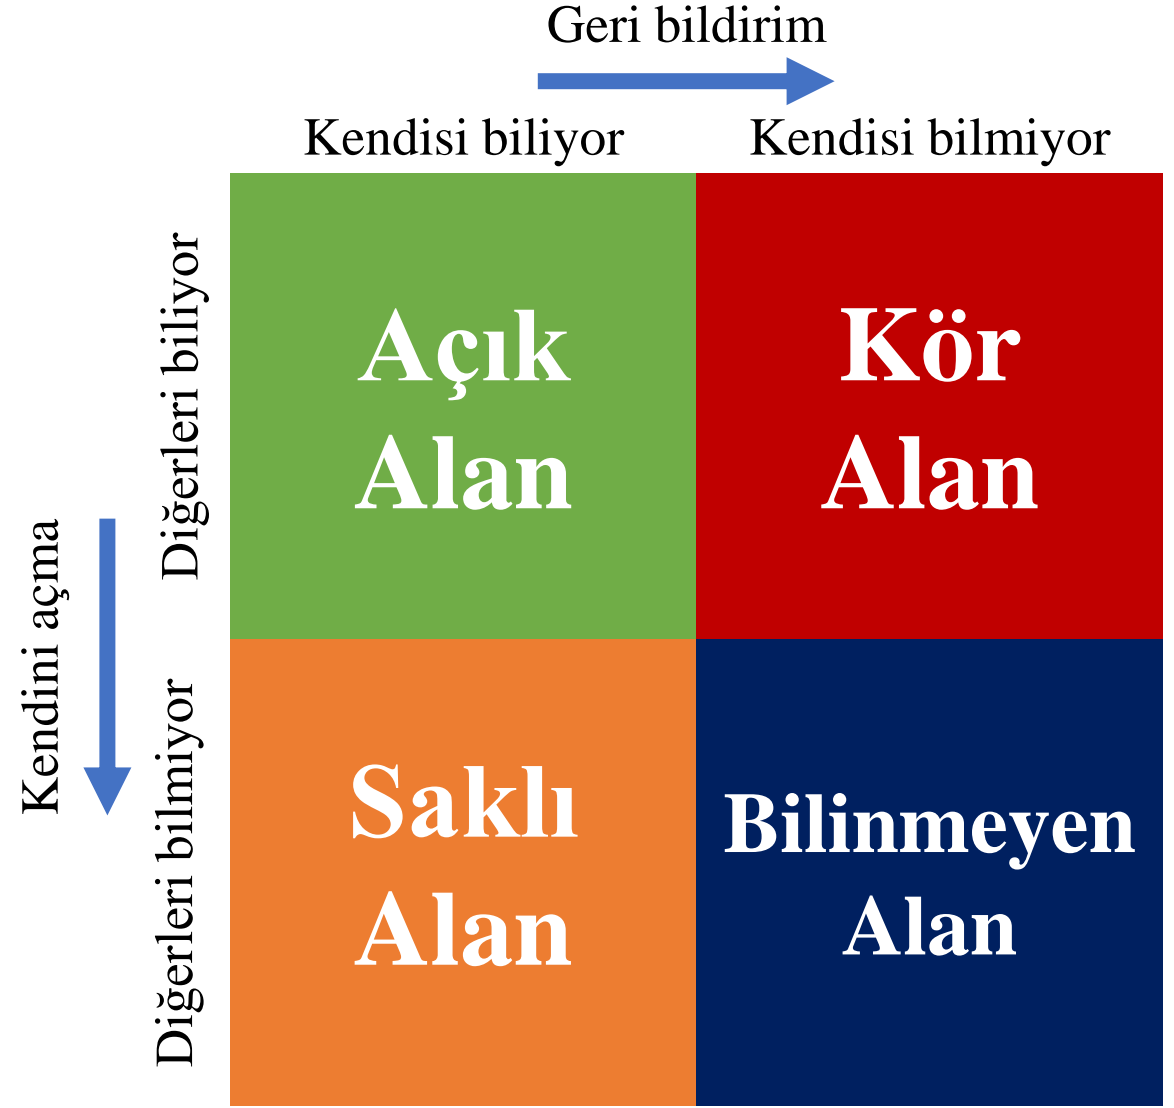 Geri bildirim
Kendisi biliyor
Kendisi bilmiyor
Kendini açma
Diğerleri biliyor
Açık
Alan
Kör
Alan
Diğerleri bilmiyor
Saklı
Alan
Bilinmeyen
Alan